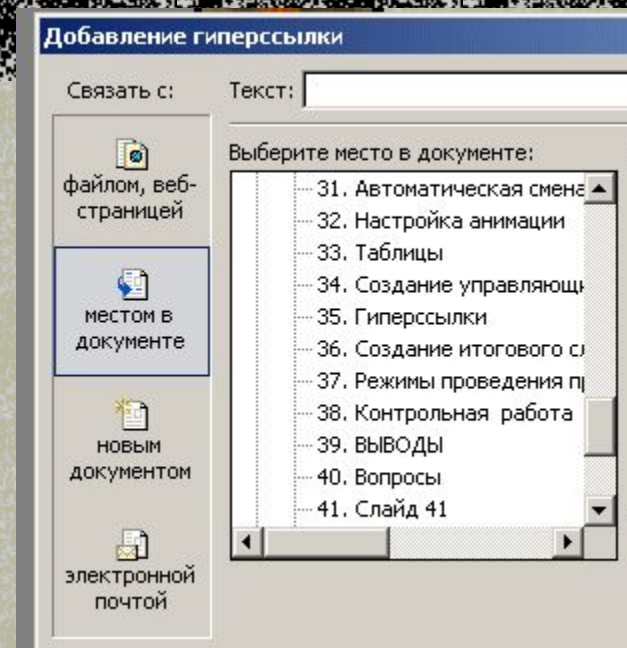 Добавление гиперссылки
Связать с:
Текст:
файлом, веб-
страницей
местом в
документе
новым
документом
электронной
почтой
Выберите место в документе:
31. Автоматическая смена
32. Настройка анимации
33. Таблицы
34. Создание
35. Гиперссылки
36. Создание итогового
37. Режимы проведения
38. Контрольная работа
39. ВЫВОДЫ
40. Вопросы
41. Слайд 41